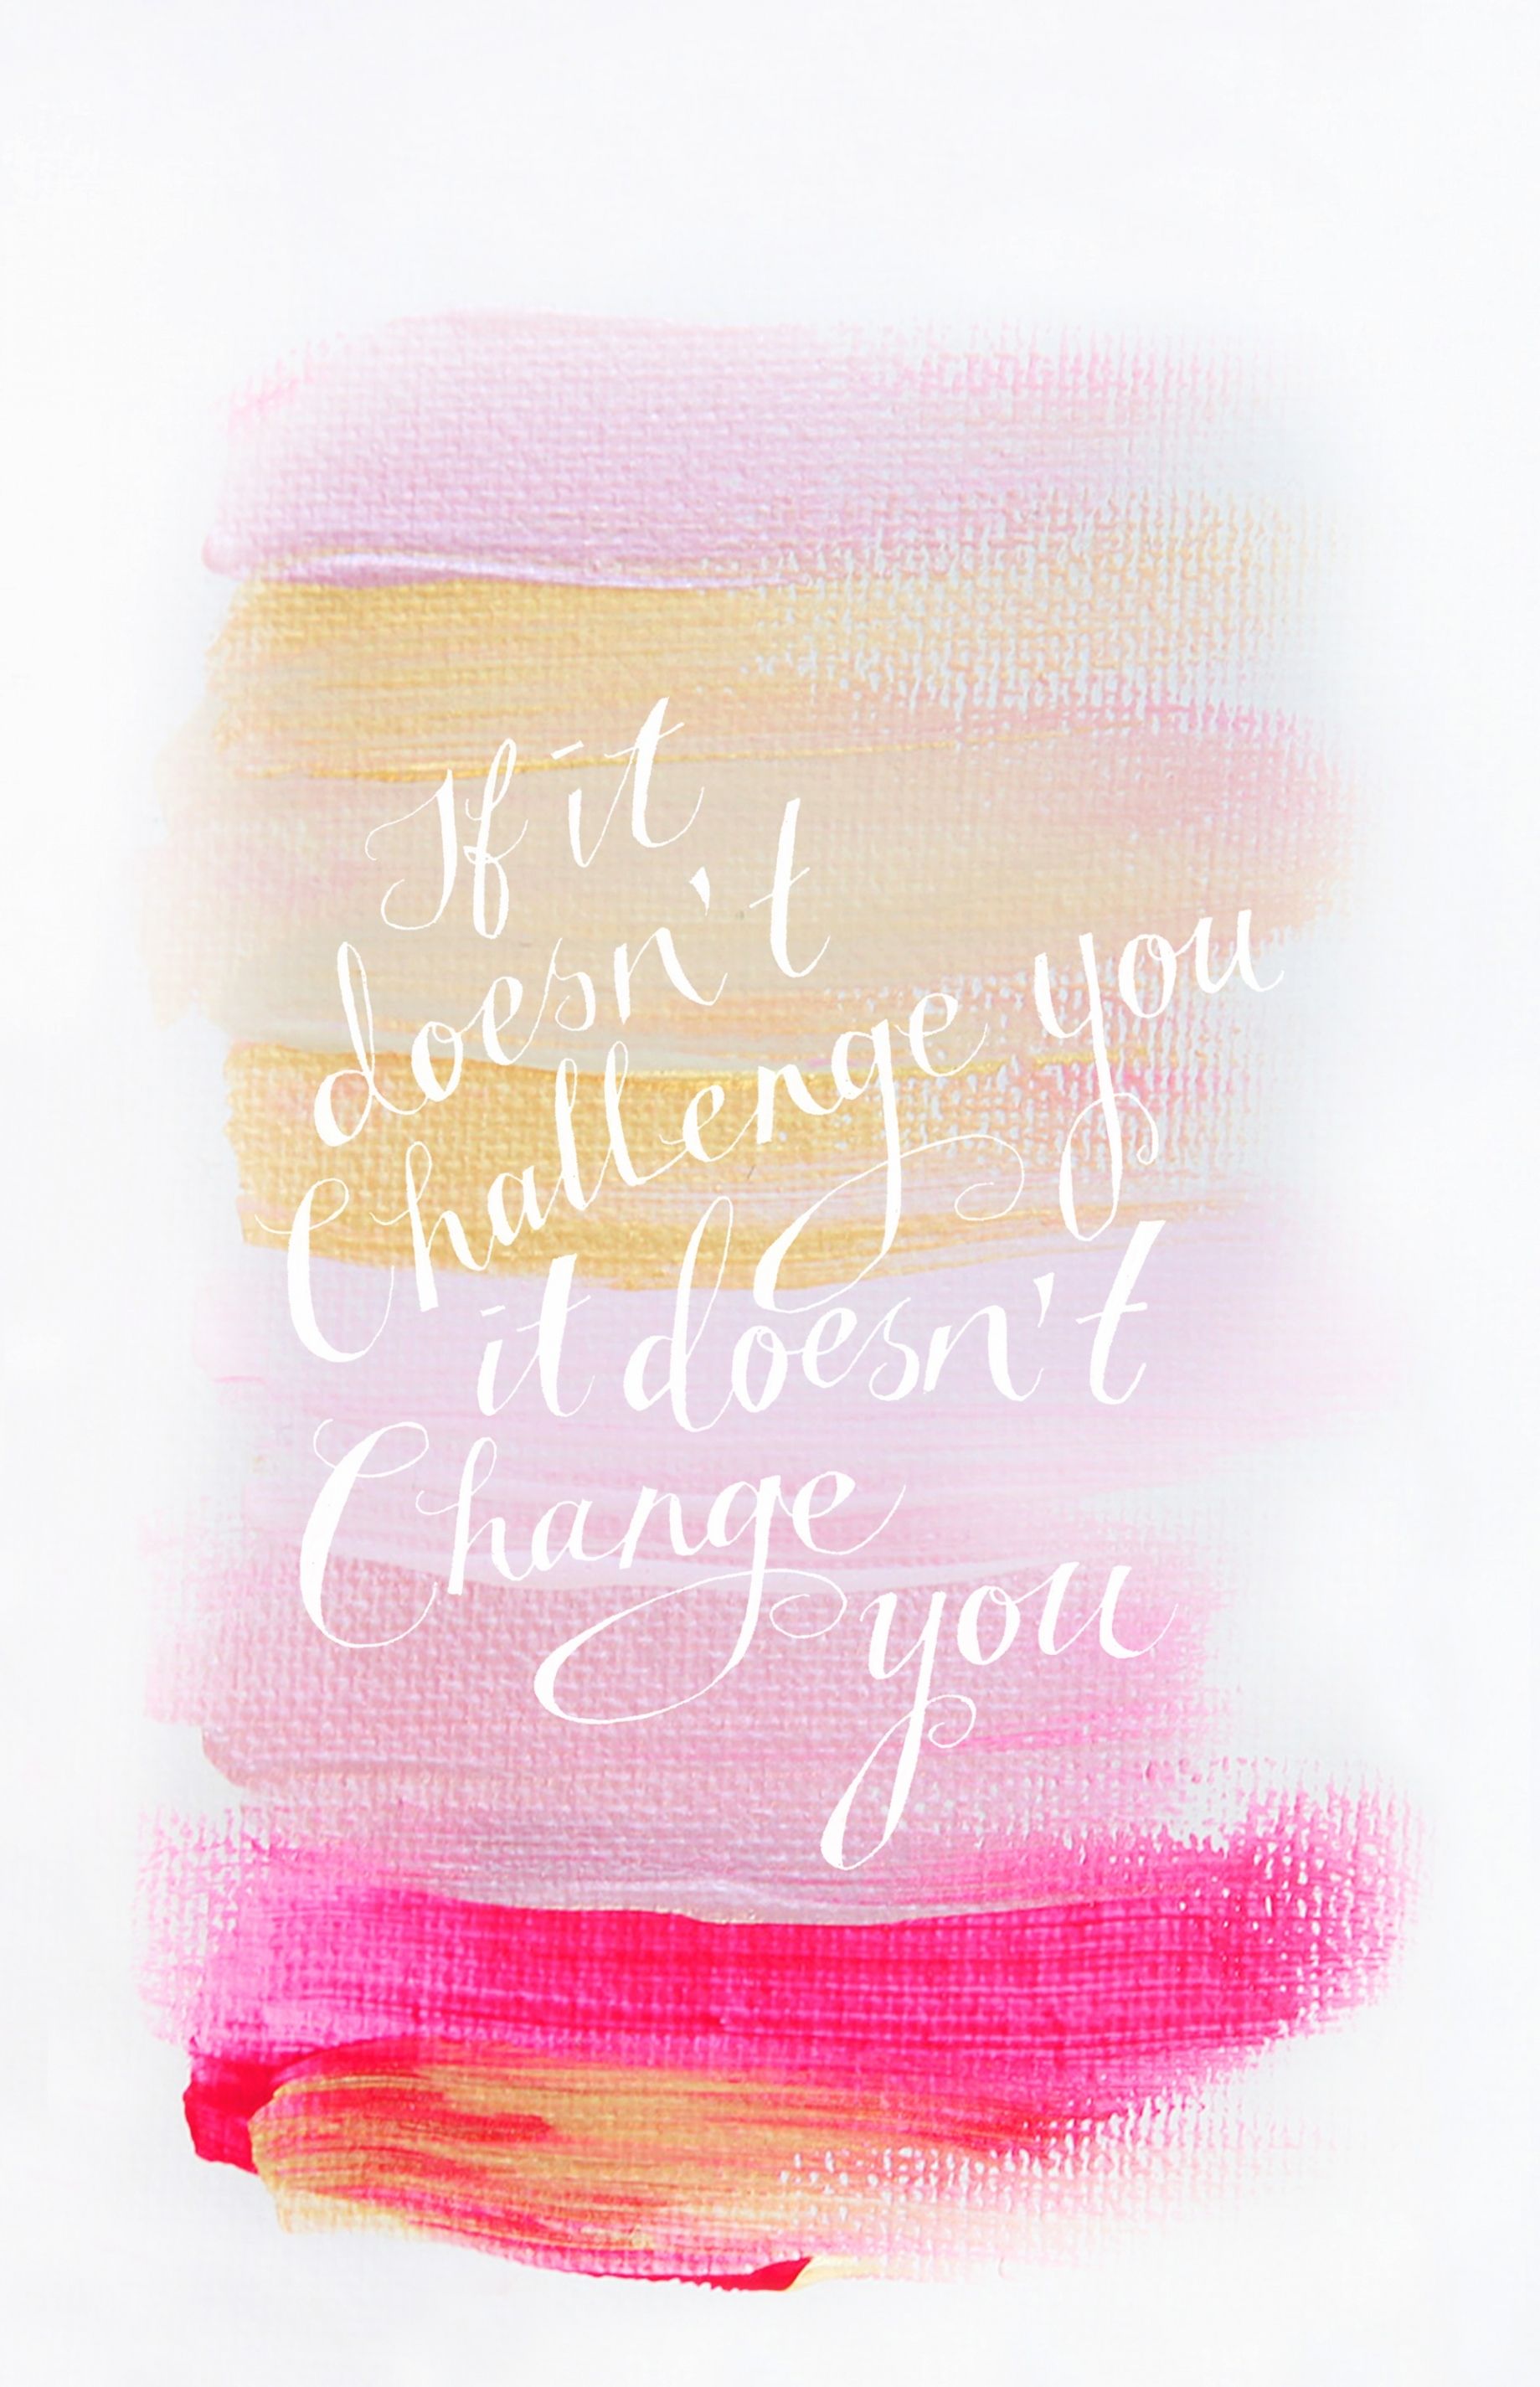 If it
doesn't
Challenge you
it doesn't
Change
you